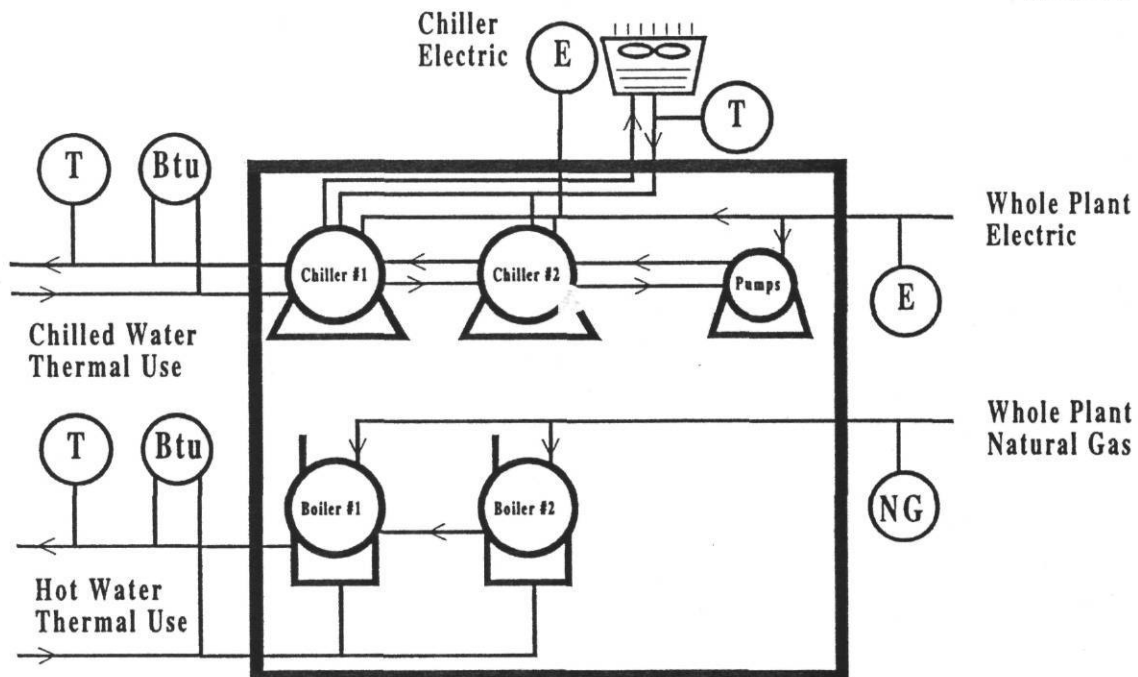 Chiller
Electric
E
T
T
Btu
Whole Plant
Electric
Chiller #1
Chiller #2
Pumps
E
Chilled Water
Thermal Use
Whole Plant
Natural Gas
T
Btu
Boiler #1
Boiler #2
NG
Hot Water
Thermal Use